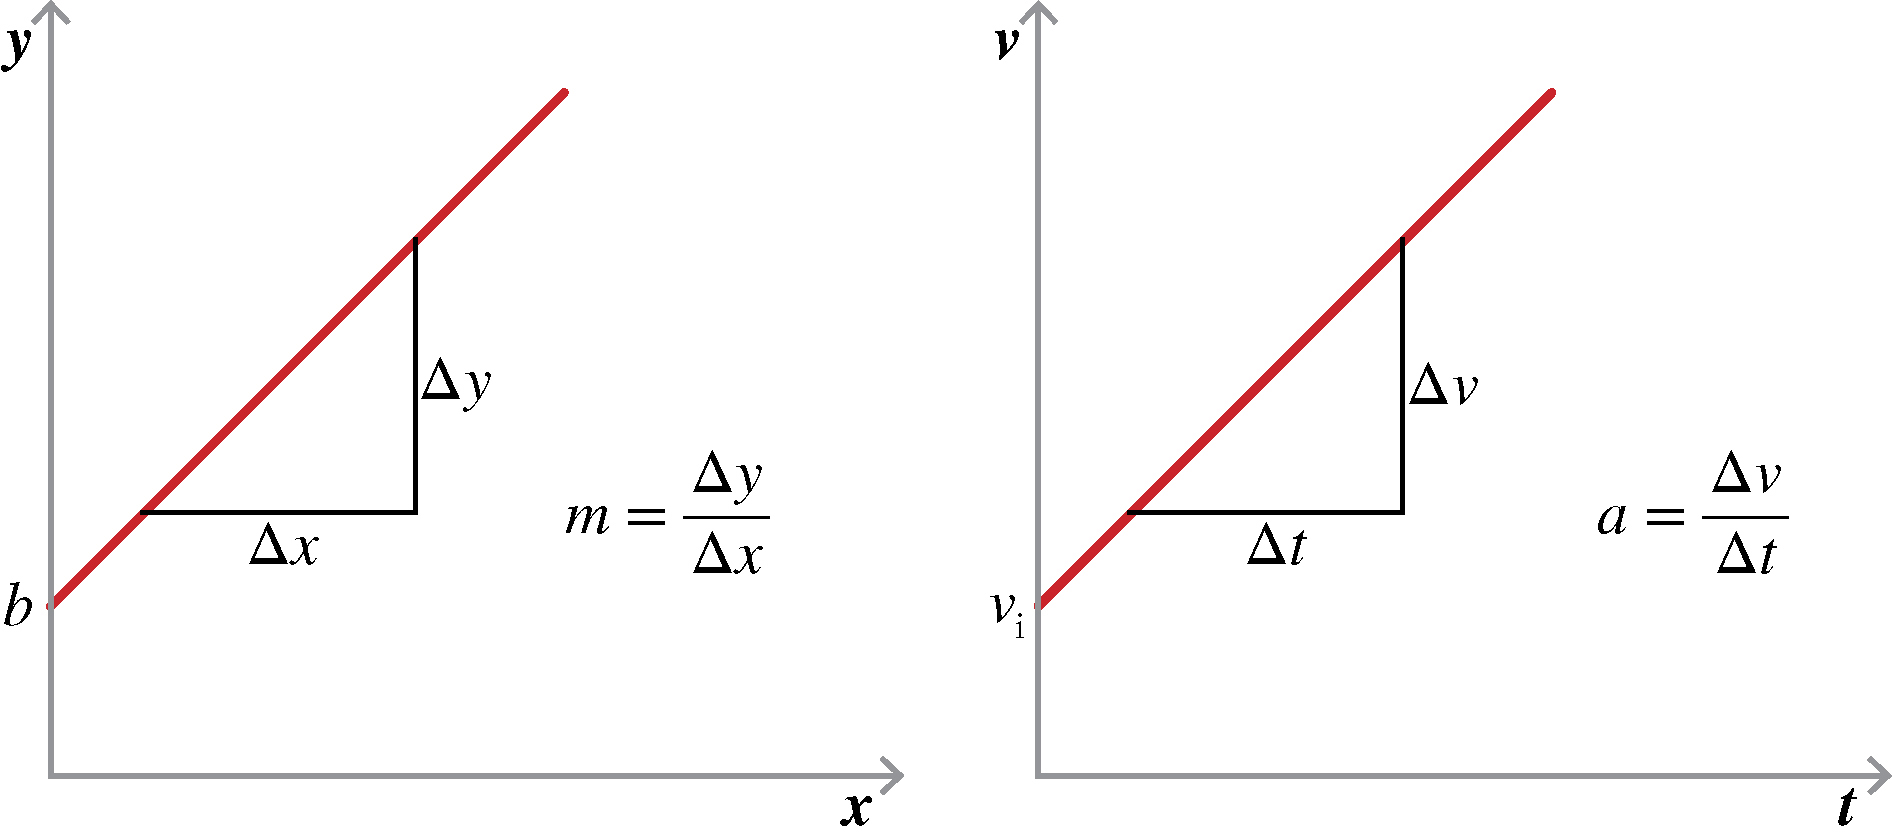 y
Δy
m = Δy/Δx
Δx
b
x
v
Δv
a = Δv/Δt
Δt
vᵢ
t